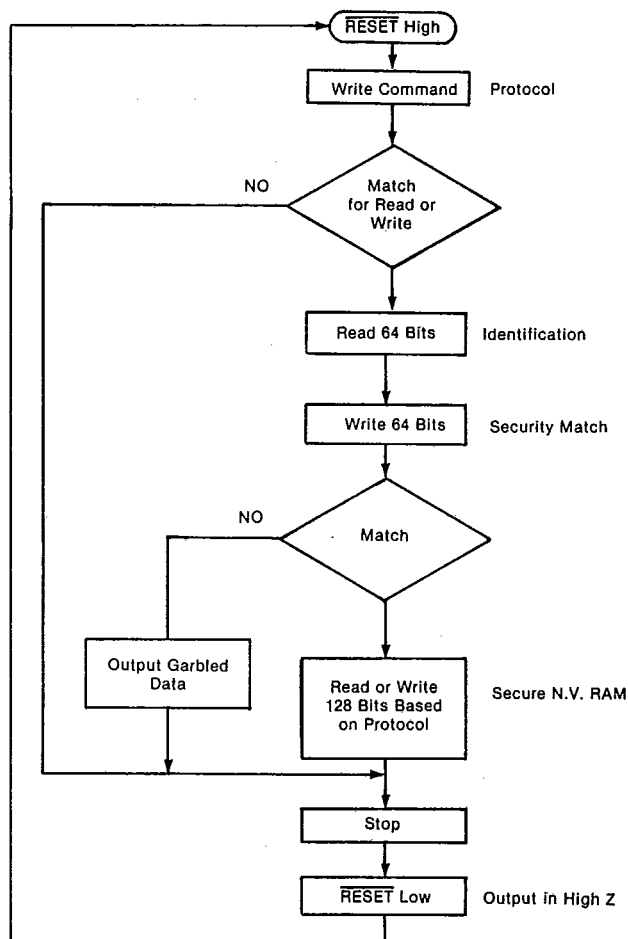 RESET High
Write Command
Protocol
NO
Match
for Read or
Write
Read 64 Bits
Identification
Write 64 Bits
Security Match
NO
Match
Output Garbled
Data
Read or Write
128 Bits Based
on Protocol
Secure N.V. RAM
Stop
RESET Low
Output in High Z